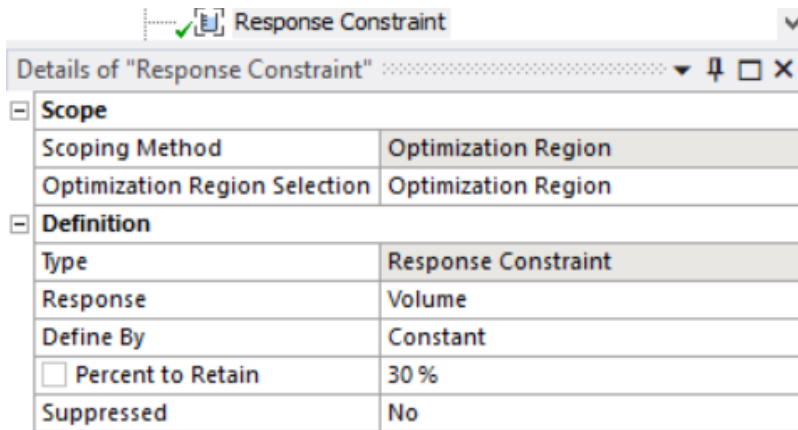 Response Constraint
Details of "Response Constraint"
Scope
Scoping Method Optimization Region
Optimization Region Selection Optimization Region
Definition
Type Response Constraint
Response Volume
Define By Constant
Percent to Retain 30 %
Suppressed No